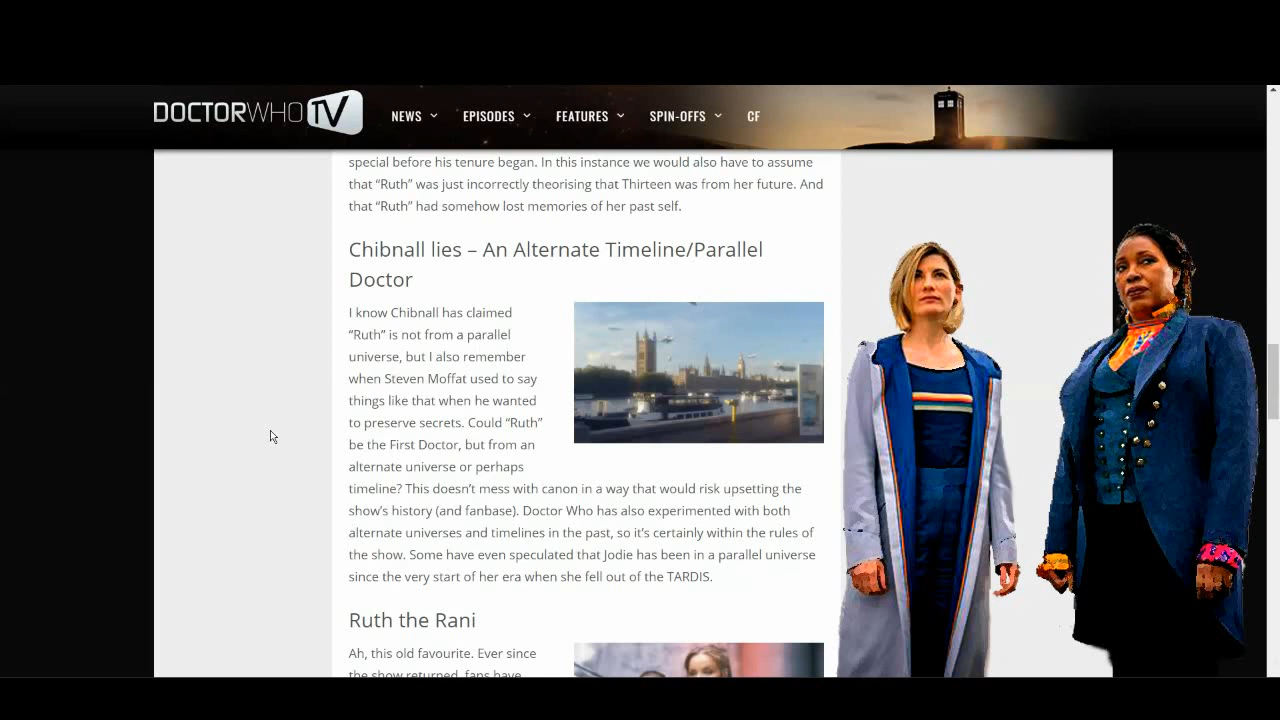 DOCTORWHO TV
NEWS EPISODES FEATURES SPIN-OFFS CF
special before his tenure began. In this instance we would also have to assume
that “Ruth” was just incorrectly theorising that Thirteen was from her future. And
that “Ruth” had somehow lost memories of her past self.
Chibnall lies – An Alternate Timeline/Parallel
Doctor
I know Chibnall has claimed
“Ruth” is not from a parallel
universe, but I also remember
when Steven Moffat used to say
things like that when he wanted
to preserve secrets. Could “Ruth”
be the First Doctor, but from an
alternate universe or perhaps
timeline? This doesn’t mess with canon in a way that would risk upsetting the
show’s history (and fanbase). Doctor Who has also experimented with both
alternate universes and timelines in the past, so it’s certainly within the rules of
the show. Some have even speculated that Jodie has been in a parallel universe
since the very start of her era when she fell out of the TARDIS.
Ruth the Rani
Ah, this old favourite. Ever since
the show returned, fans have